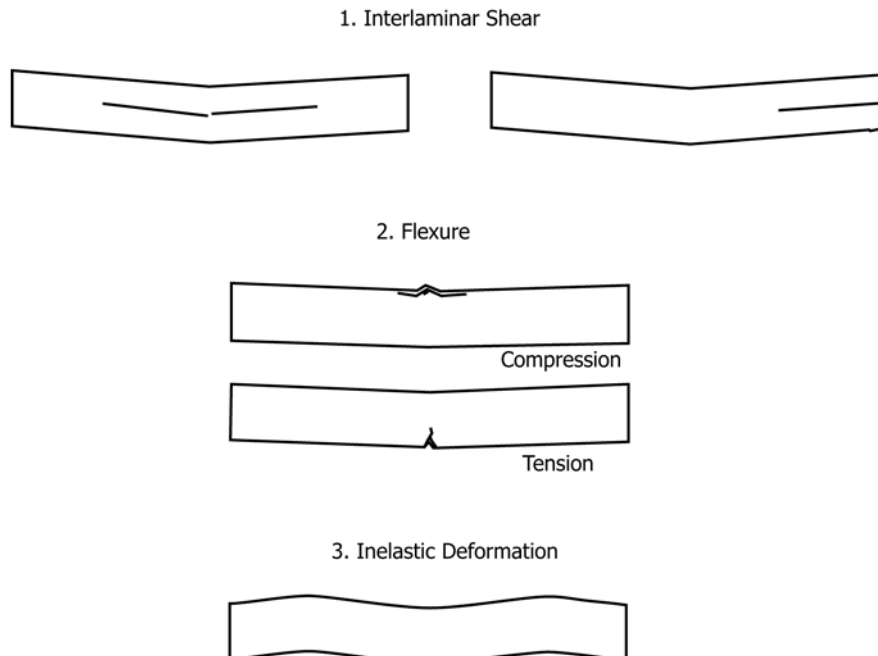 1. Interlaminar Shear
2. Flexure
Compression
Tension
3. Inelastic Deformation